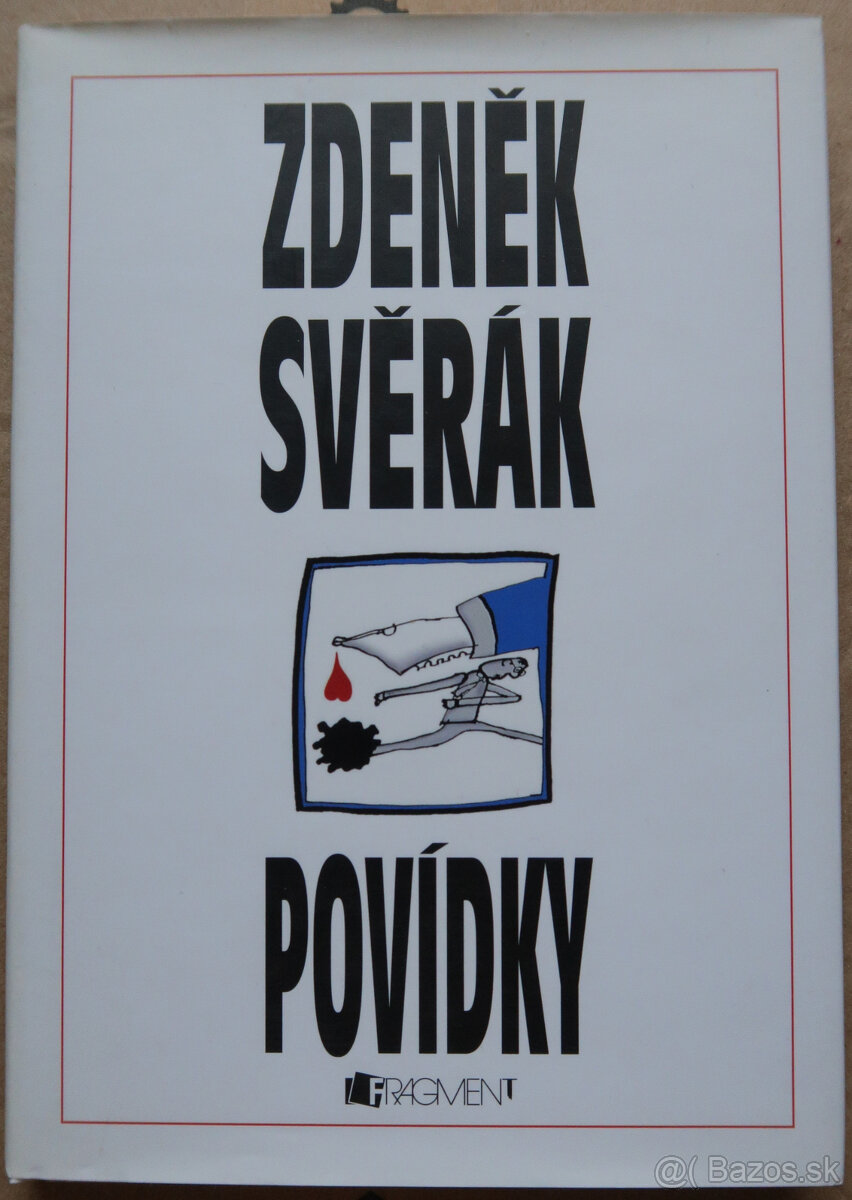 ZDENĚK
SVĚRÁK
POVÍDKY
FRAGMENT
@( Bazos.sk